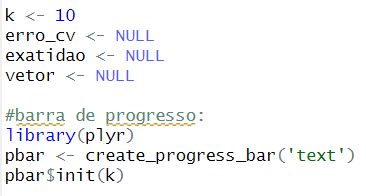 k <- 10
erro_cv <- NULL
exatidao <- NULL
vetor <- NULL
#barra de progresso:
library(plyr)
pbar <- create_progress_bar('text')
pbar$init(k)